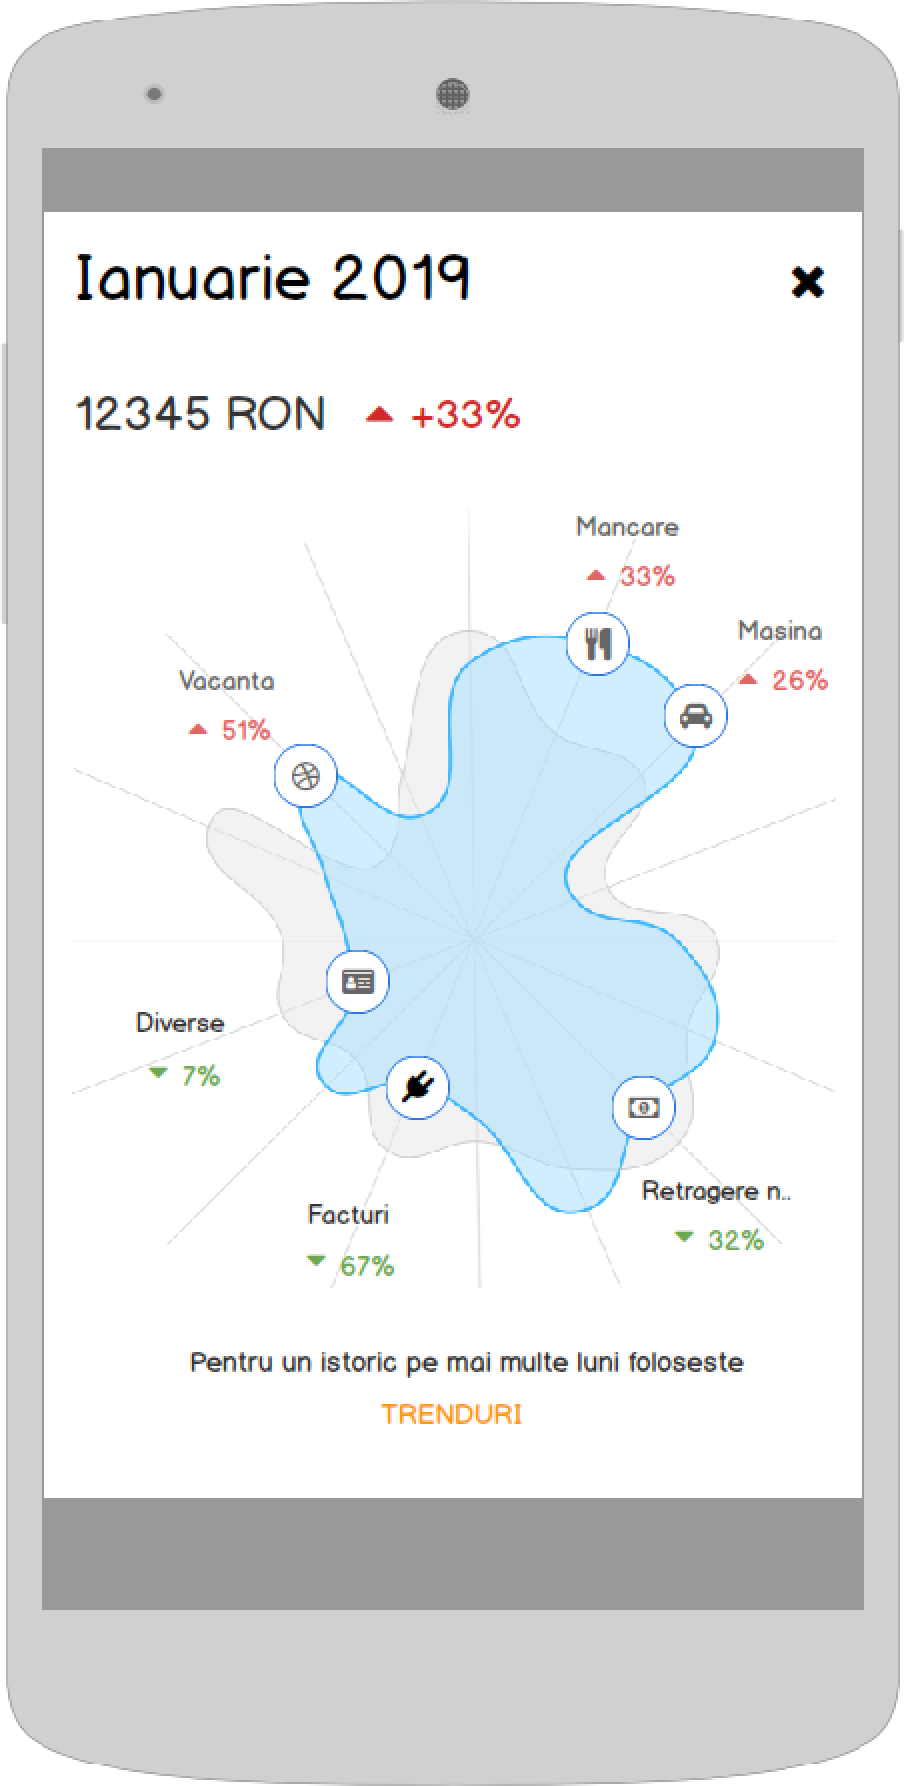 Ianuarie 2019
12345 RON +33%
Mancare
33%
Masina
26%
Vacanta
51%
Diverse
7%
Retragere n..
32%
Facturi
67%
Pentru un istoric pe mai multe luni foloseste
TRENDURI